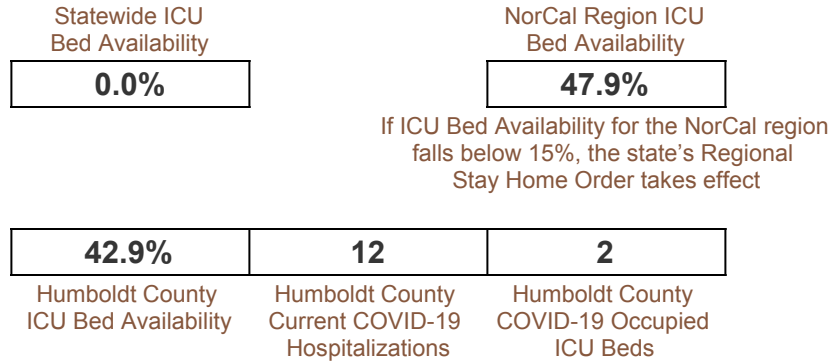 Statewide ICU
Bed Availability
0.0%
NorCal Region ICU
Bed Availability
47.9%
If ICU Bed Availability for the NorCal region
falls below 15%, the state's Regional
Stay Home Order takes effect
42.9%
Humboldt County
ICU Bed Availability
12
Humboldt County
Current COVID-19
Hospitalizations
2
Humboldt County
COVID-19 Occupied
ICU Beds